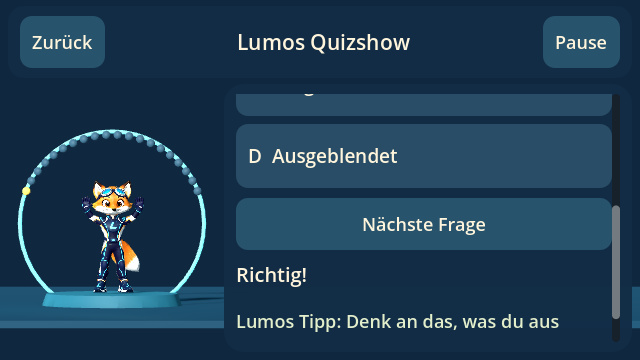 Zurück
Lumos Quizshow
Pause
D Ausgeblendet
Nächste Frage
Richtig!
Lumos Tipp: Denk an das, was du aus